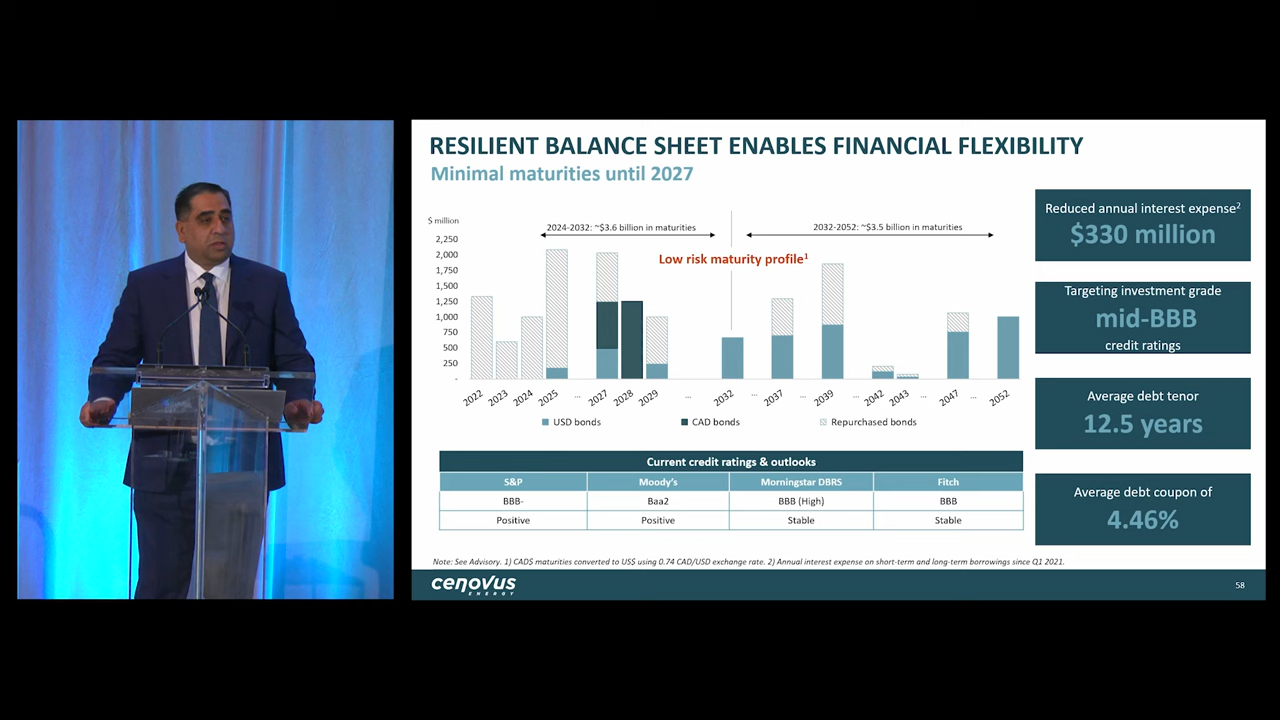 RESILIENT BALANCE SHEET ENABLES FINANCIAL FLEXIBILITY
Minimal maturities until 2027
$ million
2024-2032: ~$3.6 billion in maturities
2032-2052: ~$3.5 billion in maturities
Low risk maturity profile1
2,250
2,000
1,750
1,500
1,250
1,000
750
500
250
-
2022 2023 2024 2025 ... 2027 2028 2029 ... 2032 ... 2037 ... 2039 ... 2042 2043 ... 2047 ... 2052
USD bonds CAD bonds Repurchased bonds
Current credit ratings & outlooks
S&P Moody's Morningstar DBRS Fitch
BBB- Baa2 BBB (High) BBB
Positive Positive Stable Stable
Reduced annual interest expense2
$330 million
Targeting investment grade
mid-BBB
credit ratings
Average debt tenor
12.5 years
Average debt coupon of
4.46%
Note: See Advisory. 1) CAD$ maturities converted to US$ using 0.74 CAD/USD exchange rate. 2) Annual interest expense on short-term and long-term borrowings since Q1 2021.
cenovus
ENERGY
58